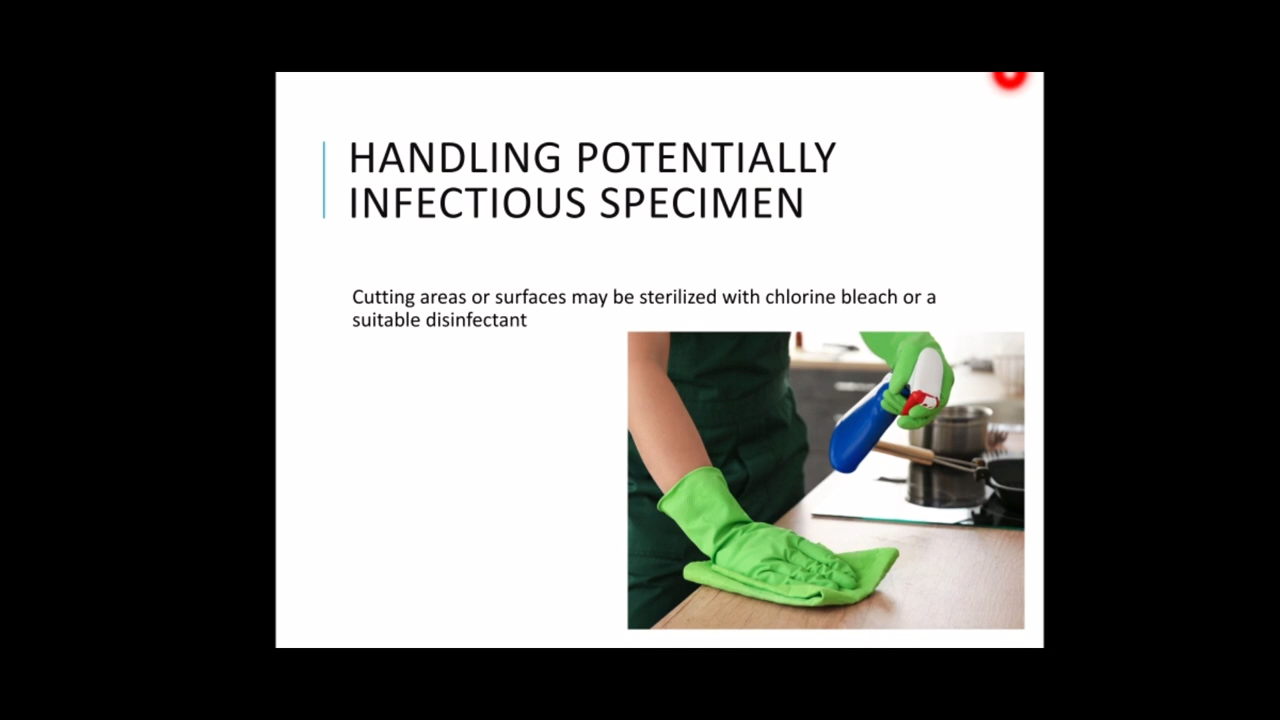 HANDLING POTENTIALLY
INFECTIOUS SPECIMEN
Cutting areas or surfaces may be sterilized with chlorine bleach or a
suitable disinfectant